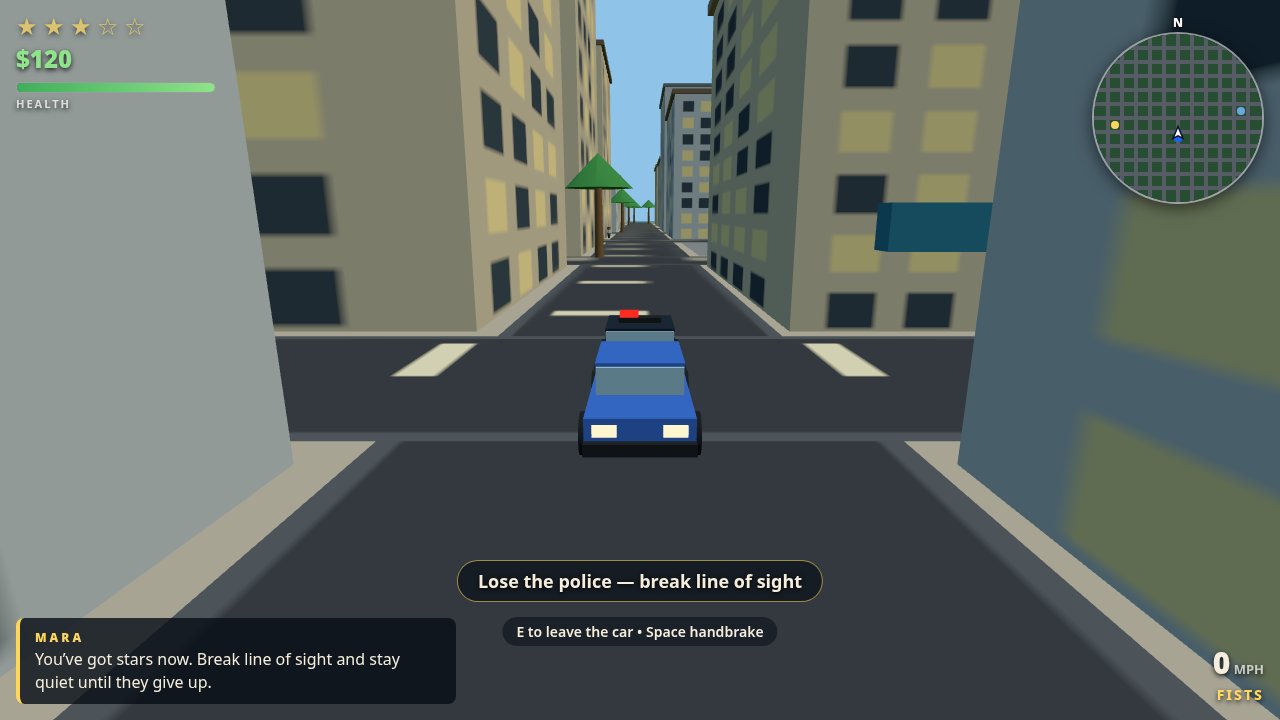 ★ ★ ★ ☆ ☆
$120
HEALTH
N
Lose the police — break line of sight
E to leave the car • Space handbrake
MARA
You’ve got stars now. Break line of sight and stay
quiet until they give up.
0 MPH
FISTS